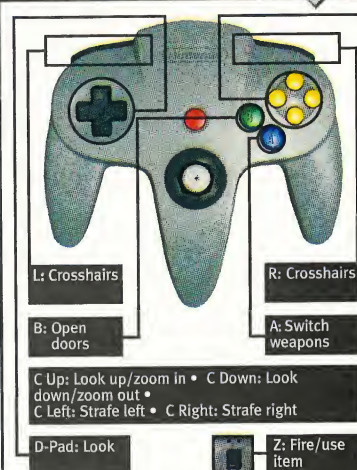 L: Crosshairs
R: Crosshairs
B: Open
doors
A: Switch
weapons
C Up: Look up/zoom in • C Down: Look
down/zoom out •
C Left: Strafe left • C Right: Strafe right
D-Pad: Look
Z: Fire/use
item